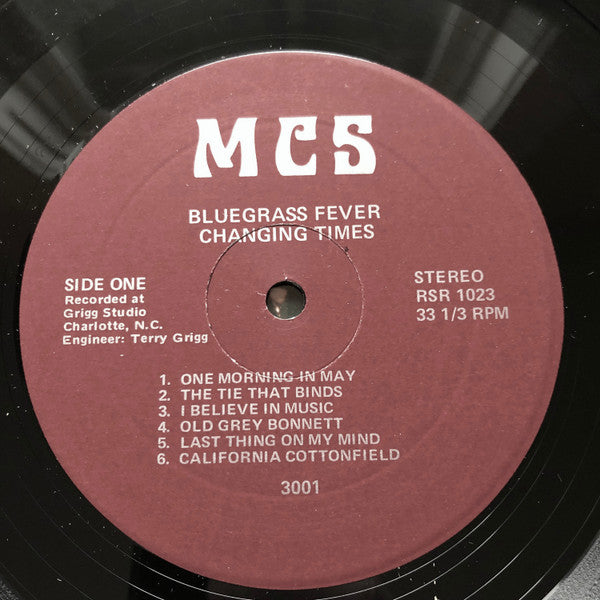 MCS
BLUEGRASS FEVER
CHANGING TIMES
SIDE ONE
Recorded at
Grigg Studio
Charlotte, N.C.
Engineer: Terry Grigg
STEREO
RSR 1023
33 1/3 RPM
1. ONE MORNING IN MAY
2. THE TIE THAT BINDS
3. I BELIEVE IN MUSIC
4. OLD GREY BONNETT
5. LAST THING ON MY MIND
6. CALIFORNIA COTTONFIELD
3001